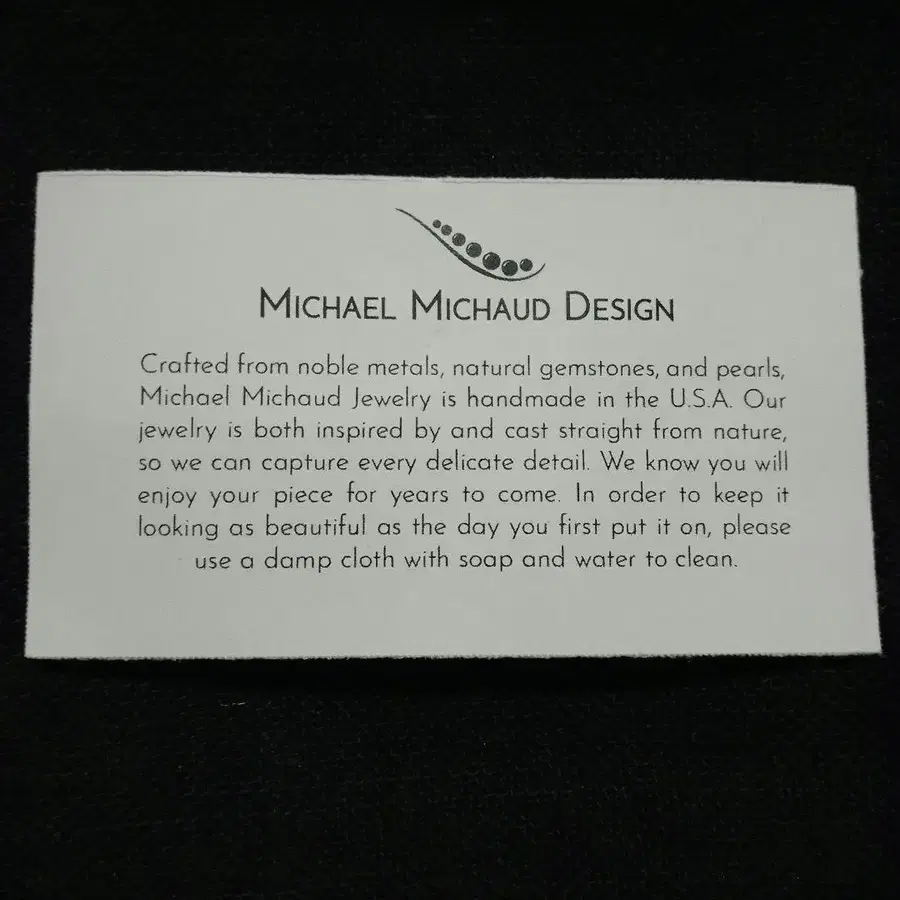 MICHAEL MICHAUD DESIGN
Crafted from noble metals, natural gemstones, and pearls,
Michael Michaud Jewelry is handmade in the U.S.A. Our
jewelry is both inspired by and cast straight from nature,
so we can capture every delicate detail. We know you will
enjoy your piece for years to come. In order to keep it
looking as beautiful as the day you first put it on, please
use a damp cloth with soap and water to clean.